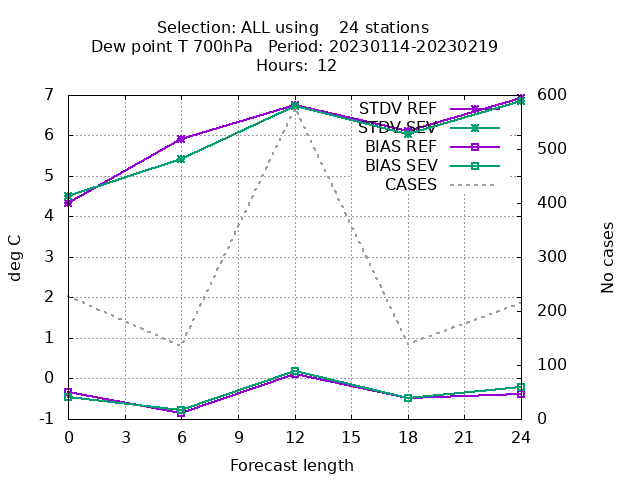 Selection: ALL using    24 stations
Dew point T 700hPa   Period: 20230114-20230219
Hours: 12
7
6
5
4
3
2
1
0
-1
600
500
400
300
200
100
0
deg C
No cases
STDV REF
STDV SEV
BIAS REF
BIAS SEV
CASES
0 3 6 9 12 15 18 21 24
Forecast length